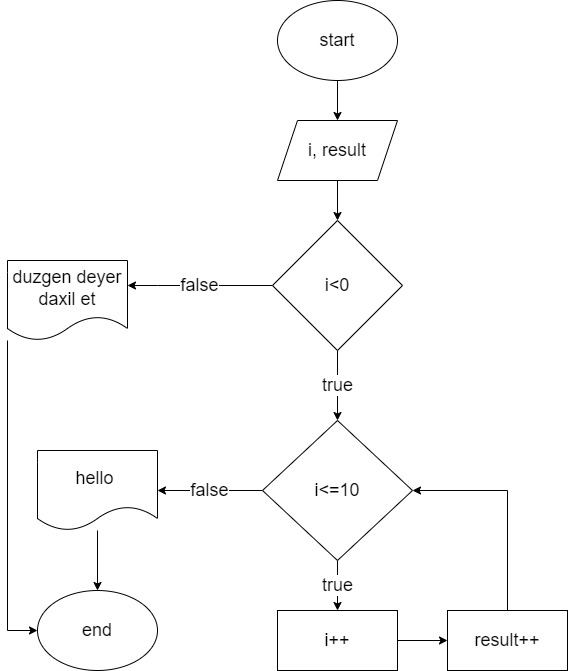 start
i, result
i<0
false
duzgen deyer
daxil et
true
i<=10
false
hello
true
i++
result++
end